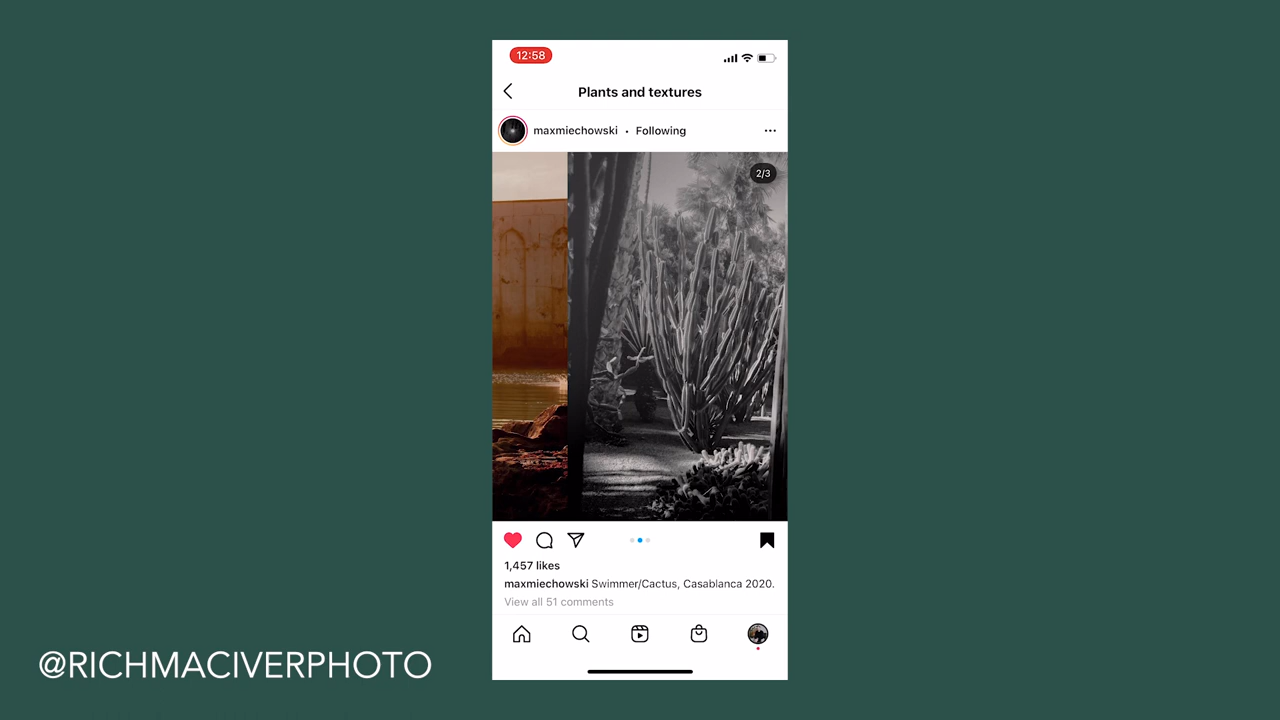 12:58
Plants and textures
maxmiechowski • Following
2/3
1,457 likes
maxmiechowski Swimmer/Cactus, Casablanca 2020.
View all 51 comments
@RICHMACIVERPHOTO